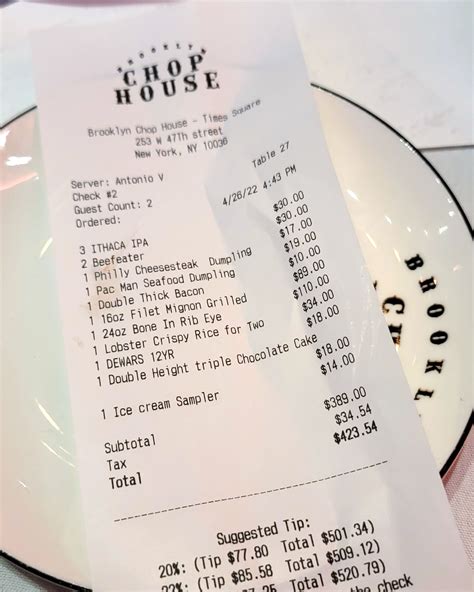 BROOKLYN
CHOP
HOUSE
Brooklyn Chop House - Times Square
253 W 47Th street
New York, NY 10036
Server: Antonio V
Check #2 Table 27
Guest Count: 2 4/26/22 4:43 PM
Ordered:
3 ITHACA IPA $30.00
2 Beefeater $30.00
1 Philly Cheesesteak Dumpling $17.00
1 Pac Man Seafood Dumpling $19.00
1 Double Thick Bacon $10.00
1 16oz Filet Mignon Grilled $89.00
1 24oz Bone In Rib Eye $110.00
1 Lobster Crispy Rice for Two $34.00
1 DEWARS 12YR $18.00
1 Double Height triple Chocolate Cake $18.00
1 Ice cream Sampler $14.00
Subtotal $389.00
Tax $34.54
Total $423.54
Suggested Tip:
20%: (Tip $77.80 Total $501.34)
22%: (Tip $85.58 Total $509.12)
(Tip $97.25 Total $520.79)
the check
BROOKL